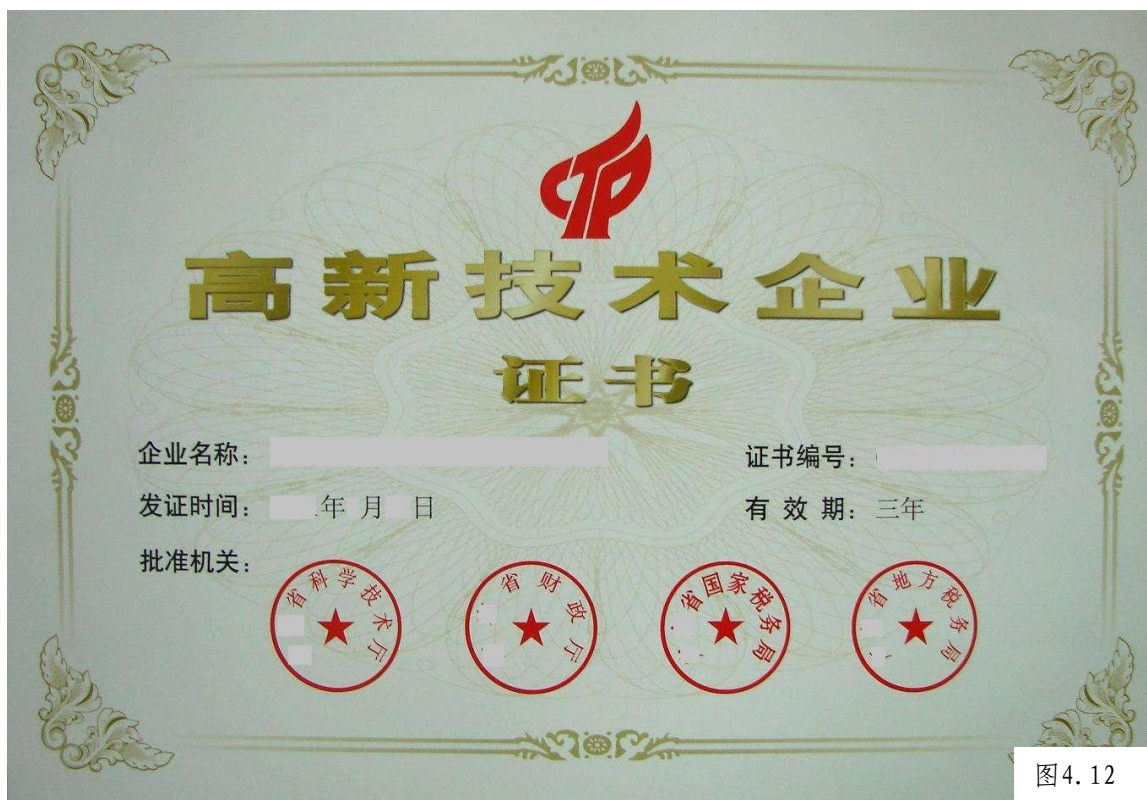 高新技术企业
证书
企业名称：
证书编号：
发证时间： 年 月 日
有效期：三年
批准机关：
省科学技术厅
省财政厅
省国家税务局
省地方税务局
图4.12